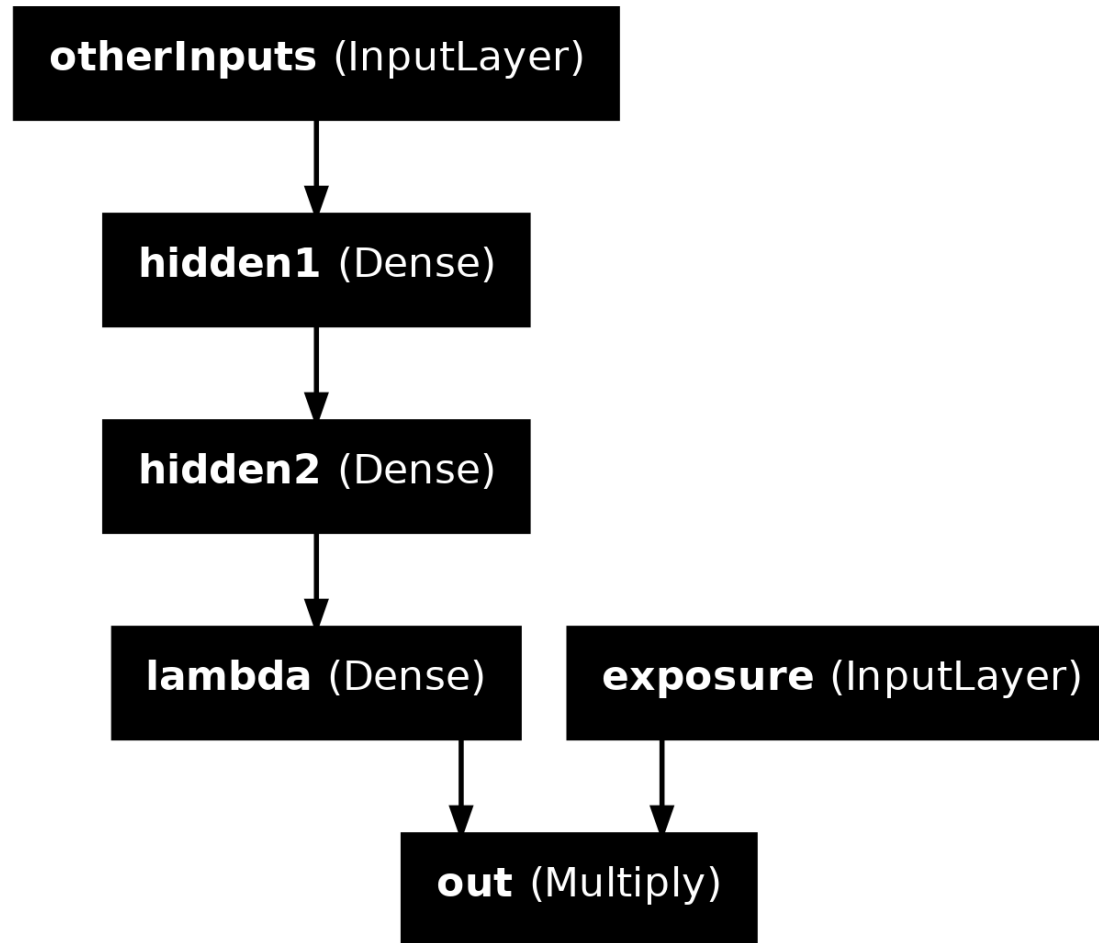 otherInputs (InputLayer)
hidden1 (Dense)
hidden2 (Dense)
lambda (Dense)
exposure (InputLayer)
out (Multiply)